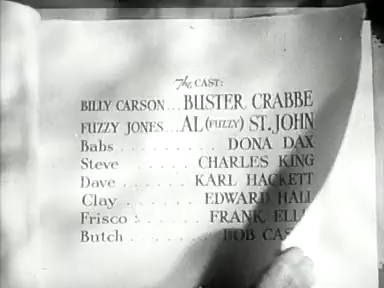 The CAST:
BILLY CARSON... BUSTER CRABBE
FUZZY JONES... AL (FUZZY) ST. JOHN
Babs . . . . . . . . . DONA DAX
Steve . . . . . . CHARLES KING
Dave . . . . . . KARL HACKETT
Clay . . . . . . EDWARD HALL
Frisco . . . . . FRANK
Butch . . . . . . . BOB